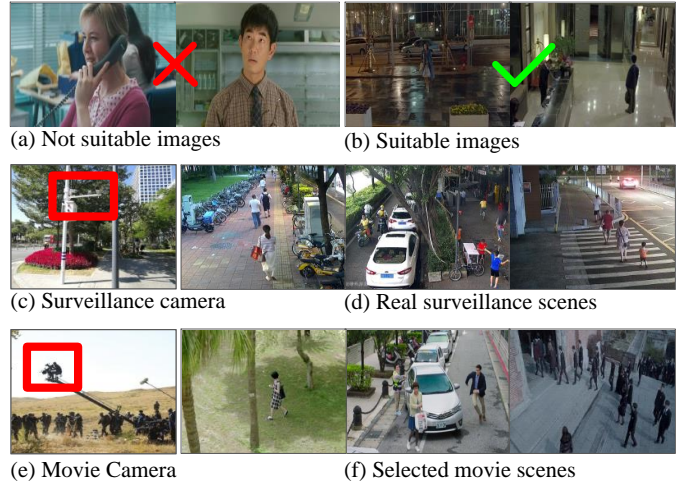 (a) Not suitable images
(b) Suitable images
(c) Surveillance camera
(d) Real surveillance scenes
(e) Movie Camera
(f) Selected movie scenes